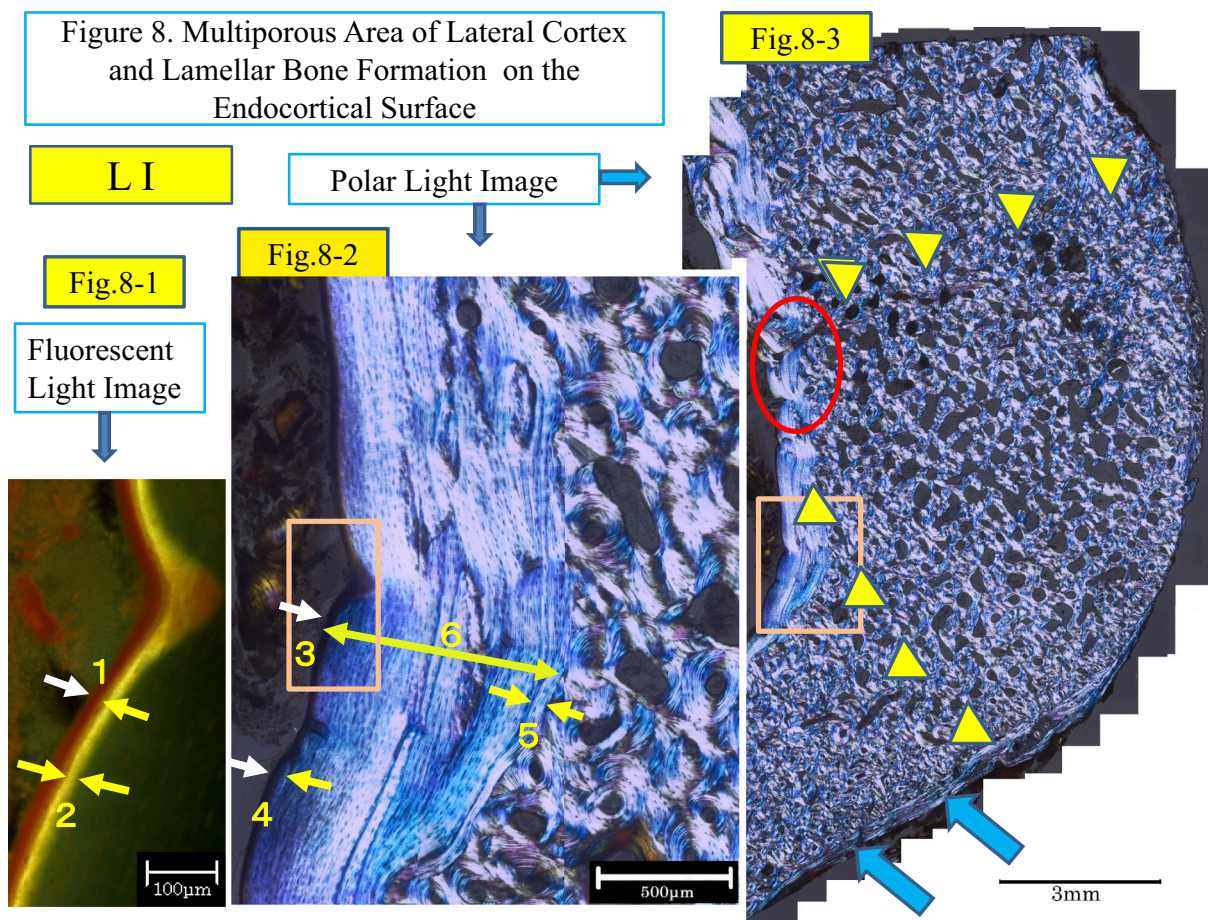 Figure 8. Multiporous Area of Lateral Cortex
and Lamellar Bone Formation on the
Endocortical Surface
Fig.8-3
L I
Polar Light Image
Fig.8-2
Fig.8-1
Fluorescent
Light Image
1
2
100μm
3
6
5
4
500μm
3mm